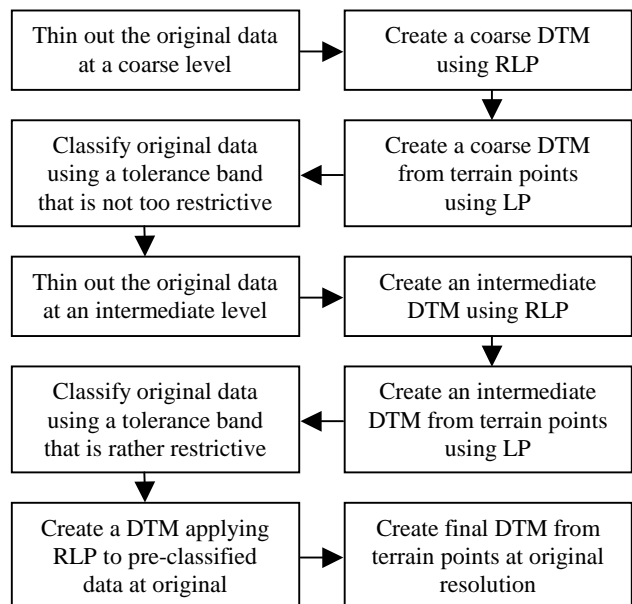 Thin out the original data
at a coarse level
Create a coarse DTM
using RLP
Create a coarse DTM
from terrain points
using LP
Classify original data
using a tolerance band
that is not too restrictive
Thin out the original data
at an intermediate level
Create an intermediate
DTM using RLP
Create an intermediate
DTM from terrain points
using LP
Classify original data
using a tolerance band
that is rather restrictive
Create a DTM applying
RLP to pre-classified
data at original
Create final DTM from
terrain points at original
resolution